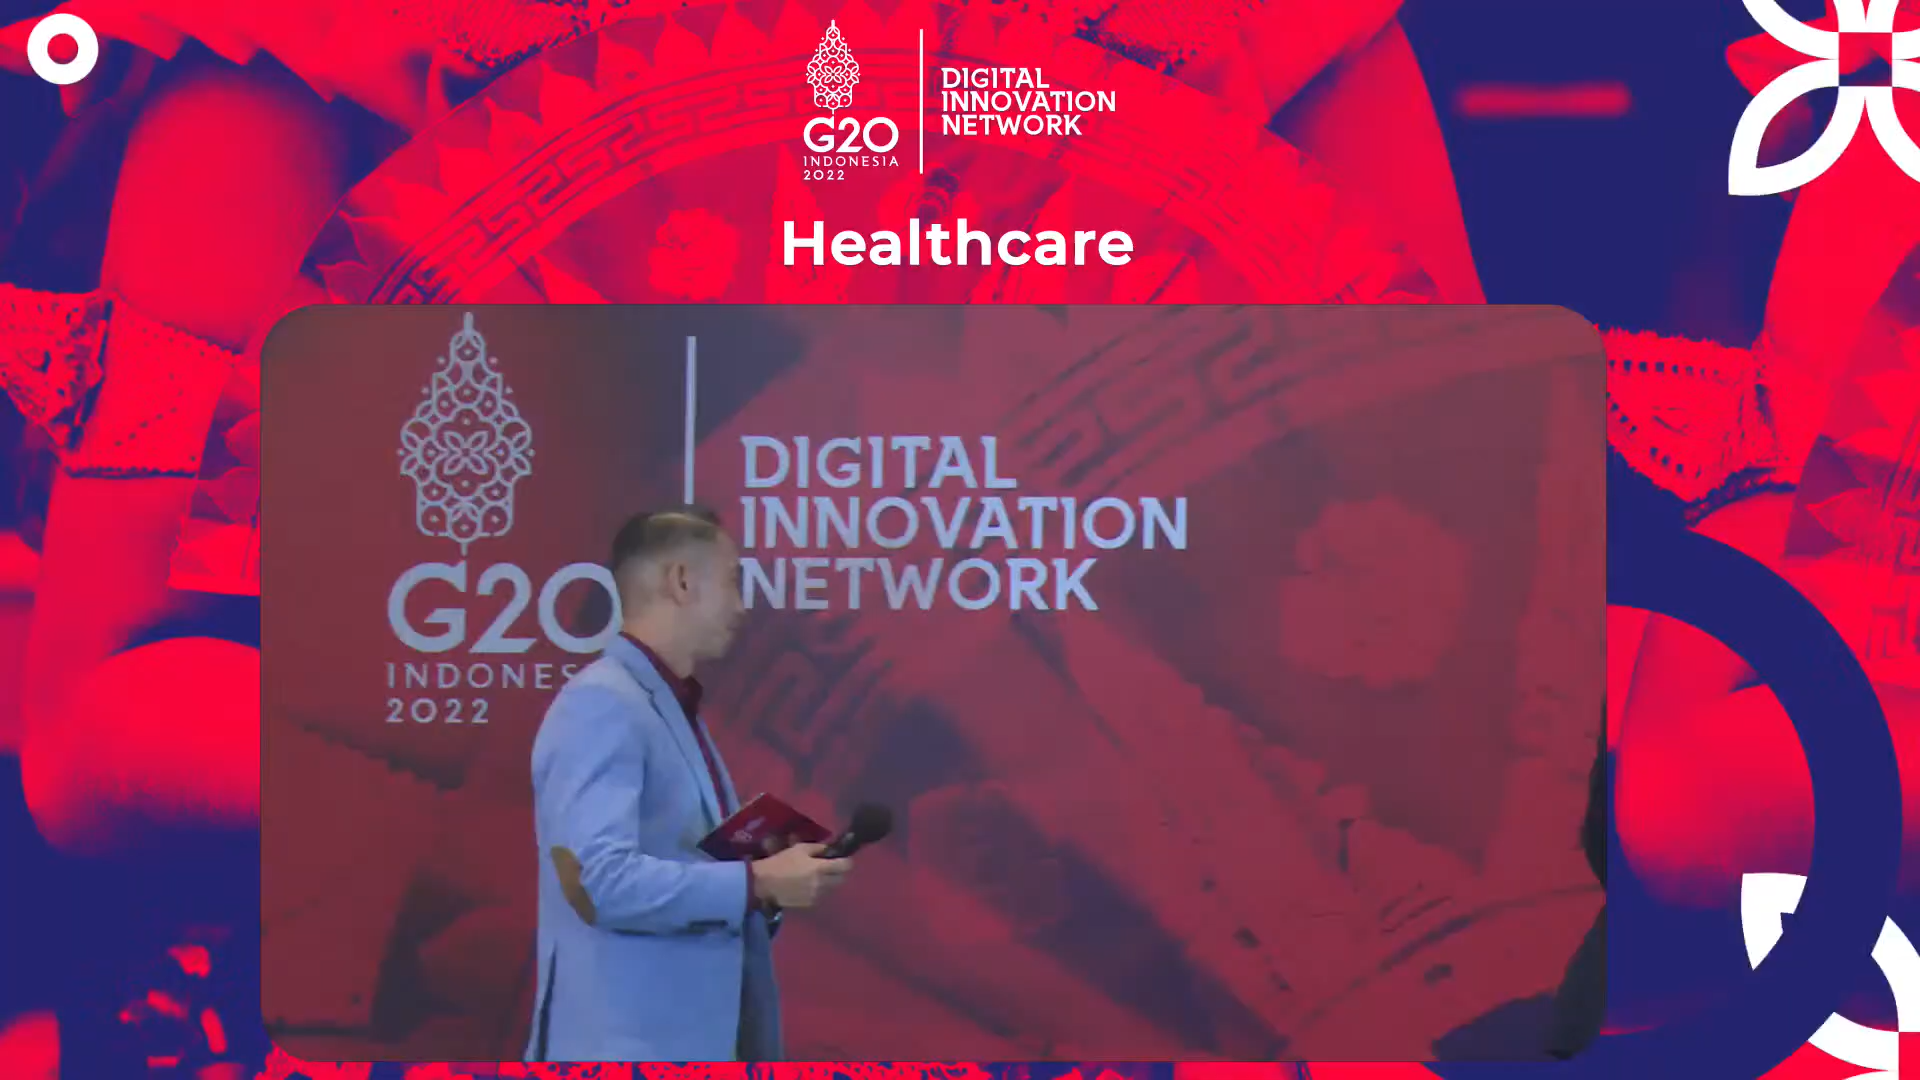 G20
INDONESIA
2022
DIGITAL
INNOVATION
NETWORK
Healthcare
G20
INDONES
2022
DIGITAL
INNOVATION
NETWORK